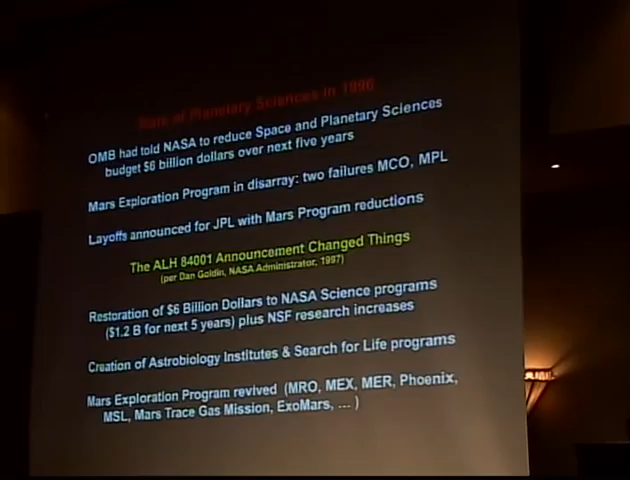 State of Planetary Sciences in 1996
OMB had told NASA to reduce Space and Planetary Sciences
budget $6 billion dollars over next five years
Mars Exploration Program in disarray: two failures MCO, MPL
Layoffs announced for JPL with Mars Program reductions
The ALH 84001 Announcement Changed Things
(per Dan Goldin, NASA Administrator, 1997)
Restoration of $6 Billion Dollars to NASA Science programs
($1.2 B for next 5 years) plus NSF research increases
Creation of Astrobiology Institutes & Search for Life programs
Mars Exploration Program revived (MRO, MEX, MER, Phoenix,
MSL, Mars Trace Gas Mission, ExoMars, ... )